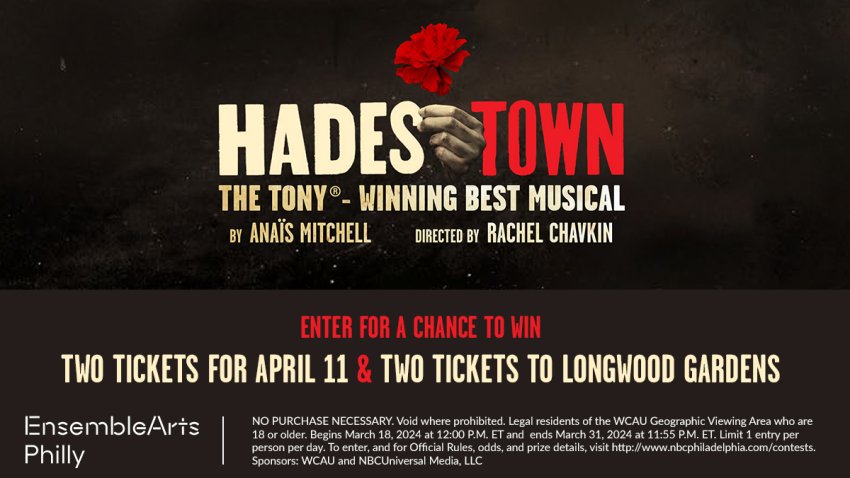 HADESTOWN
THE TONY®- WINNING BEST MUSICAL
BY ANAÏS MITCHELL DIRECTED BY RACHEL CHAVKIN
ENTER FOR A CHANCE TO WIN
TWO TICKETS FOR APRIL 11 & TWO TICKETS TO LONGWOOD GARDENS
EnsembleArts
Philly
NO PURCHASE NECESSARY. Void where prohibited. Legal residents of the WCAU Geographic Viewing Area who are
18 or older. Begins March 18, 2024 at 12:00 P.M. ET and ends March 31, 2024 at 11:55 P.M. ET. Limit 1 entry per
person per day. To enter, and for Official Rules, odds, and prize details, visit http://www.nbcphiladelphia.com/contests.
Sponsors: WCAU and NBCUniversal Media, LLC